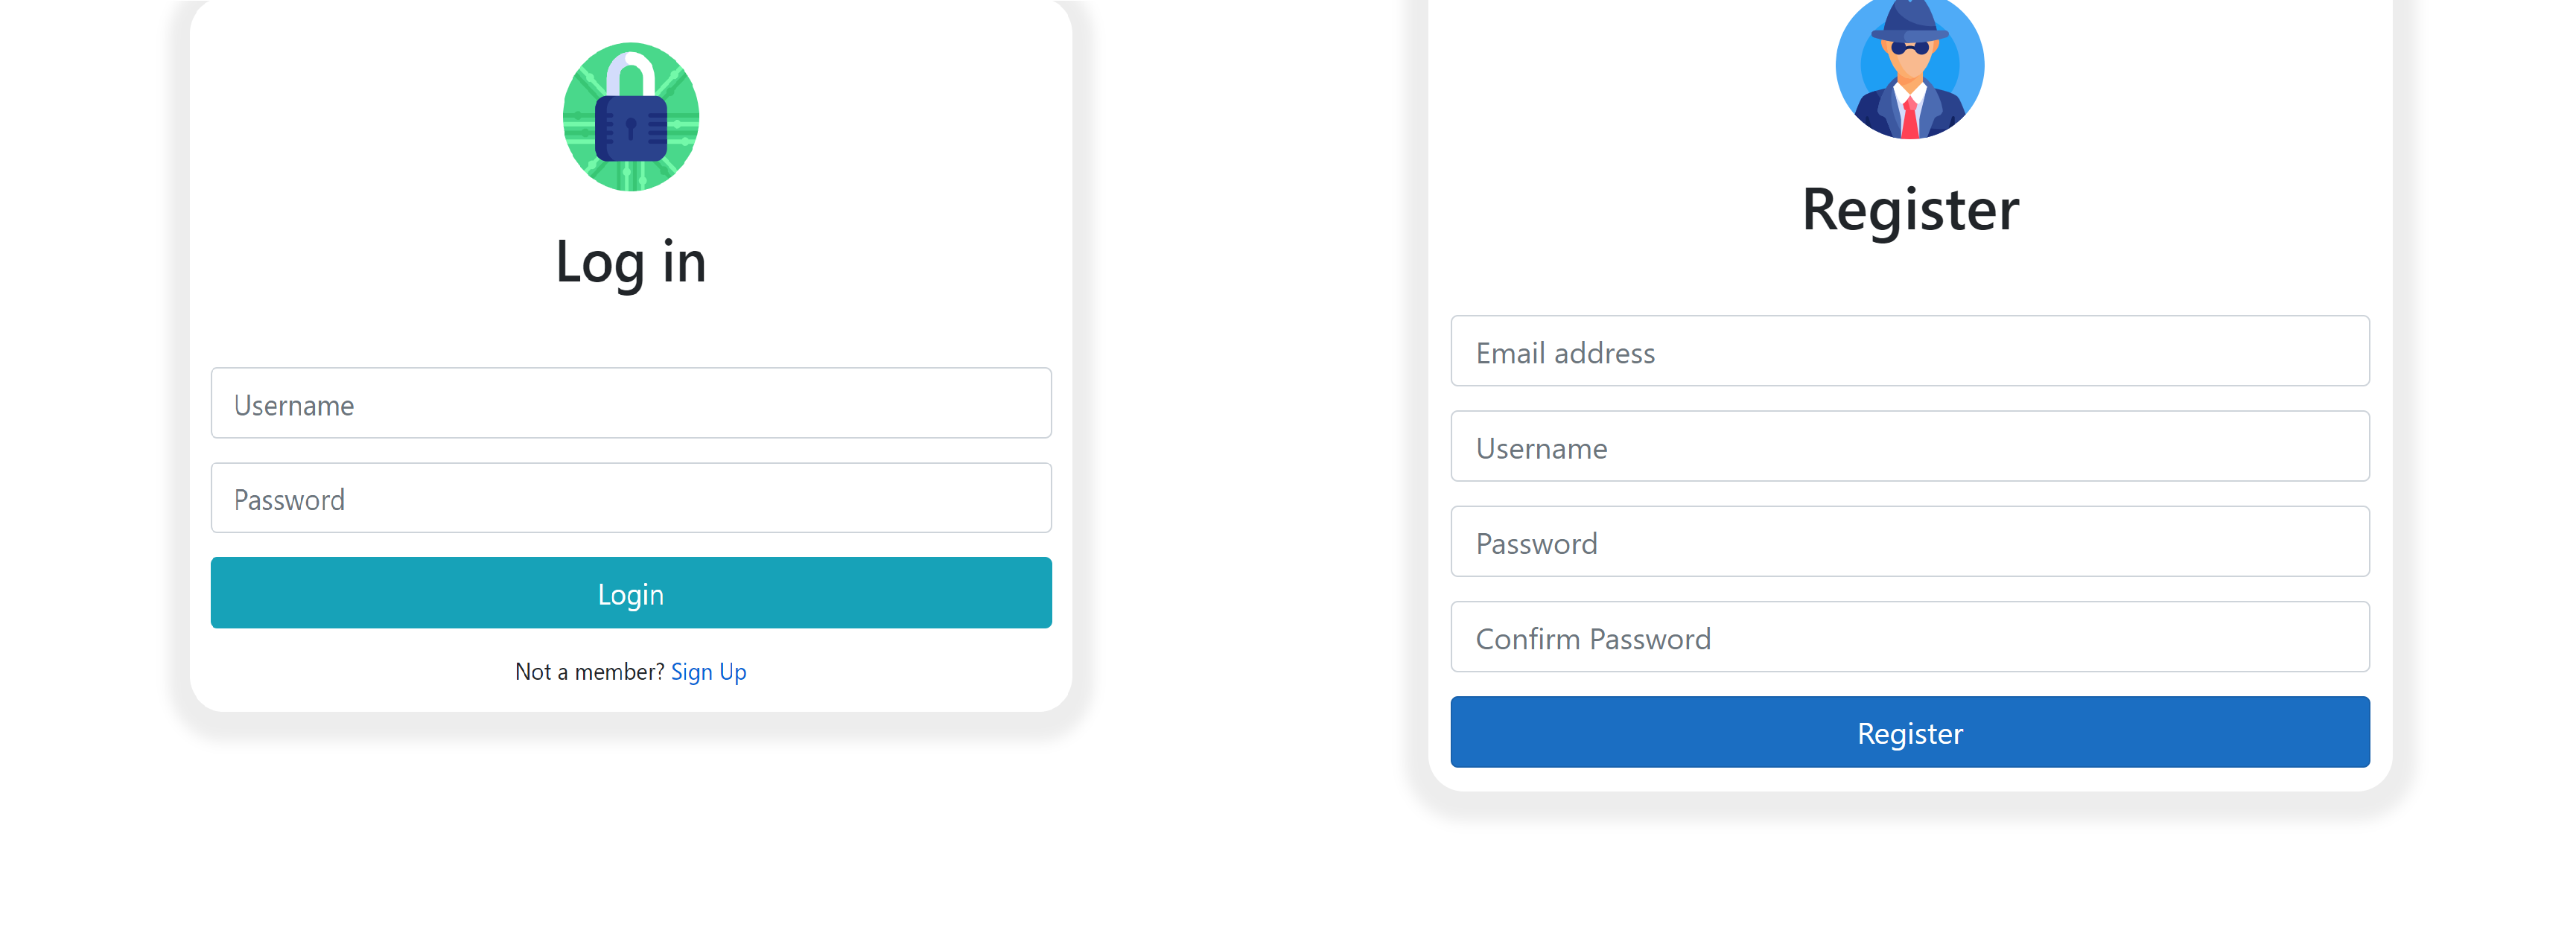 Log in
Username
Password
Login
Not a member? Sign Up
Register
Email address
Username
Password
Confirm Password
Register